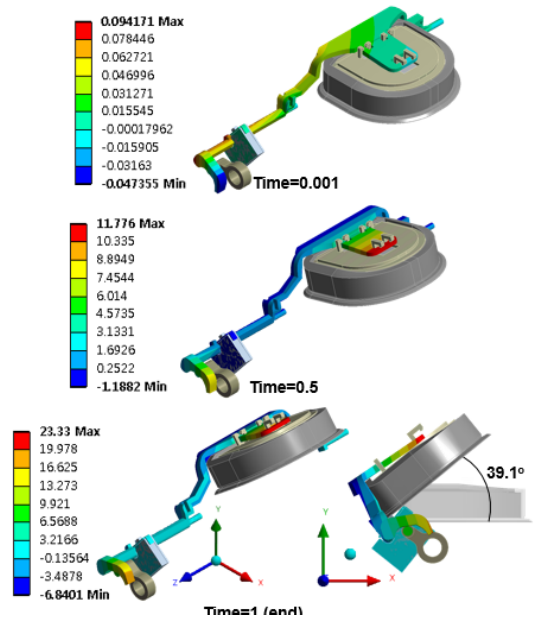 0.094171 Max
0.078446
0.062721
0.046996
0.031271
0.015545
-0.00017962
-0.015905
-0.03163
-0.047355 Min
Time=0.001
11.776 Max
10.335
8.8949
7.4544
6.014
4.5735
3.1331
1.6926
0.2522
-1.1882 Min
Time=0.5
23.33 Max
19.978
16.625
13.273
9.921
6.5688
3.2166
-0.13564
-3.4878
-6.8401 Min
39.1º
Y
Z
X
Y
X
Time=1 (end)